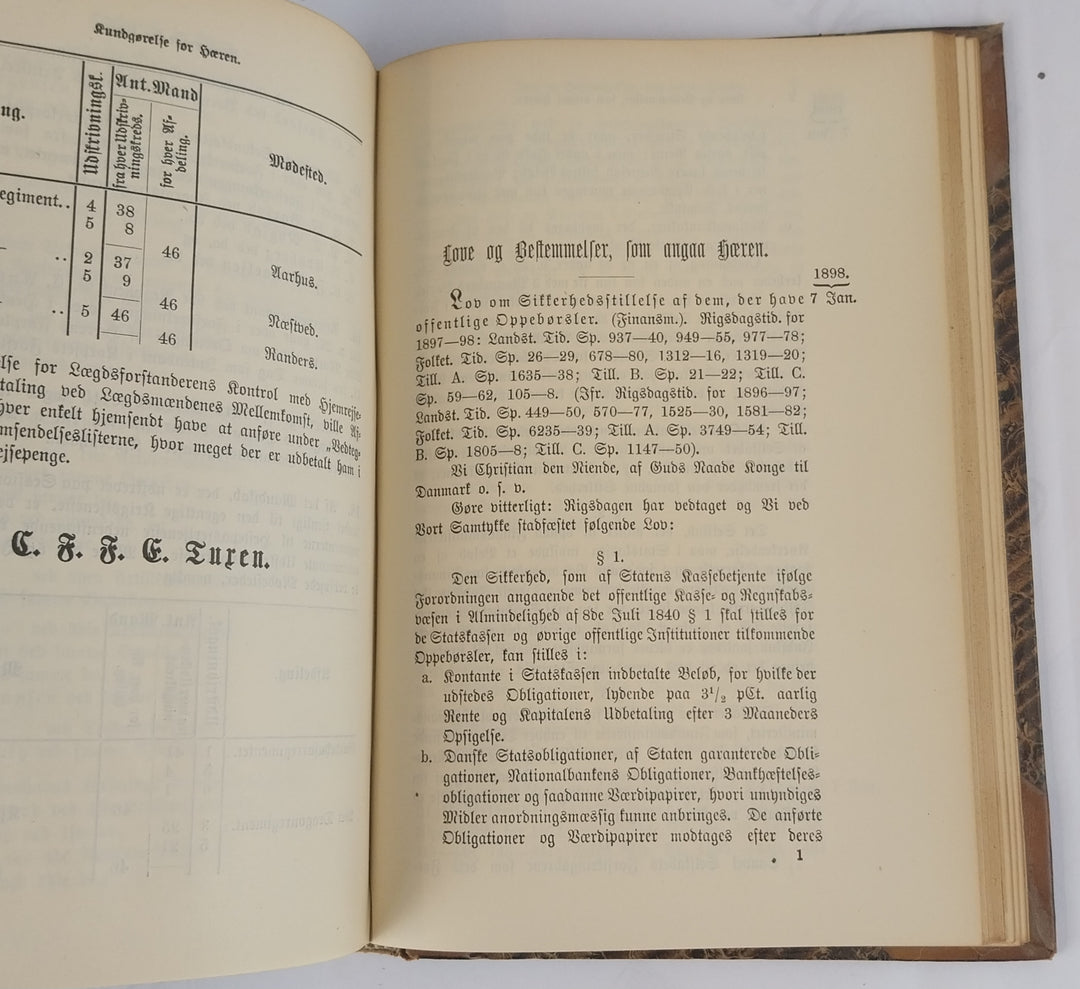 Kundgørelse for Hæren.
ng.
Udskrivningsk.
Ant. Mand
fra hver Udskriv-
ningskreds.
for hver Af-
deling.
Mødested.
egiment..
4 38
5 8
46
Aarhus.
— ..
2 37
5 9
46
Næstved.
..
5 46
46
Randers.
lse for Lægdsforstanderens Kontrol med Hjemrejse-
taling ved Lægdsmændenes Mellemkomst, ville Af-
hver enkelt hjemsendt have at anføre under „Vedteg-
msendelseslisterne, hvor meget der er udbetalt ham i
ejsepenge.
C. F. F. E. Tuxen.
Love og Bestemmelser, som angaa Hæren.
1898.
Lov om Sikkerhedsstillelse af dem, der have 7 Jan.
offentlige Oppebørsler. (Finansm.). Rigsdagstid. for
1897—98: Landst. Tid. Sp. 937—40, 949—55, 977—78;
Folket. Tid. Sp. 26—29, 678—80, 1312—16, 1319—20;
Till. A. Sp. 1635—38; Till. B. Sp. 21—22; Till. C.
Sp. 59—62, 105—8. (Jfr. Rigsdagstid. for 1896—97;
Landst. Tid. Sp. 449—50, 570—77, 1525—30, 1581—82;
Folket. Tid. Sp. 6235—39; Till. A. Sp. 3749—54; Till.
B. Sp. 1805—8; Till. C. Sp. 1147—50).
Vi Christian den Niende, af Guds Naade Konge til
Danmark o. s. v.
Gøre vitterligt: Rigsdagen har vedtaget og Vi ved
Vort Samtykke stadfæstet følgende Lov:
§ 1.
Den Sikkerhed, som af Statens Kassebetjente ifølge
Forordningen angaaende det offentlige Kasse- og Regnskabs-
væsen i Almindelighed af 8de Juli 1840 § 1 skal stilles for
de Statskassen og øvrige offentlige Institutioner tilkommende
Oppebørsler, kan stilles i:
a. Kontante i Statskassen indbetalte Beløb, for hvilke der
udstedes Obligationer, lydende paa 3¹/₂ pCt. aarlig
Rente og Kapitalens Udbetaling efter 3 Maaneders
Opsigelse.
b. Danske Statsobligationer, af Staten garanterede Obli-
gationer, Nationalbankens Obligationer, Bankhæftelses-
obligationer og saadanne Værdipapirer, hvori umyndiges
Midler anordningsmæssig kunne anbringes. De anførte
Obligationer og Værdipapirer modtages efter deres
1